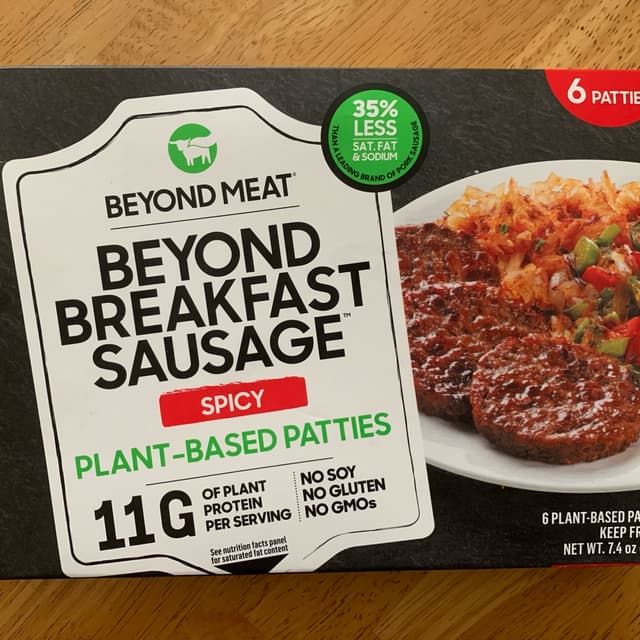 BEYOND MEAT®
BEYOND
BREAKFAST
SAUSAGE™
SPICY
PLANT-BASED PATTIES
11G
OF PLANT
PROTEIN
PER SERVING
NO SOY
NO GLUTEN
NO GMOs
See nutrition facts panel
for saturated fat content
35%
LESS
SAT. FAT
& SODIUM
THAN A LEADING BRAND OF PORK SAUSAGE
6 PATTIE
6 PLANT-BASED PA
KEEP FR
NET WT. 7.4 oz